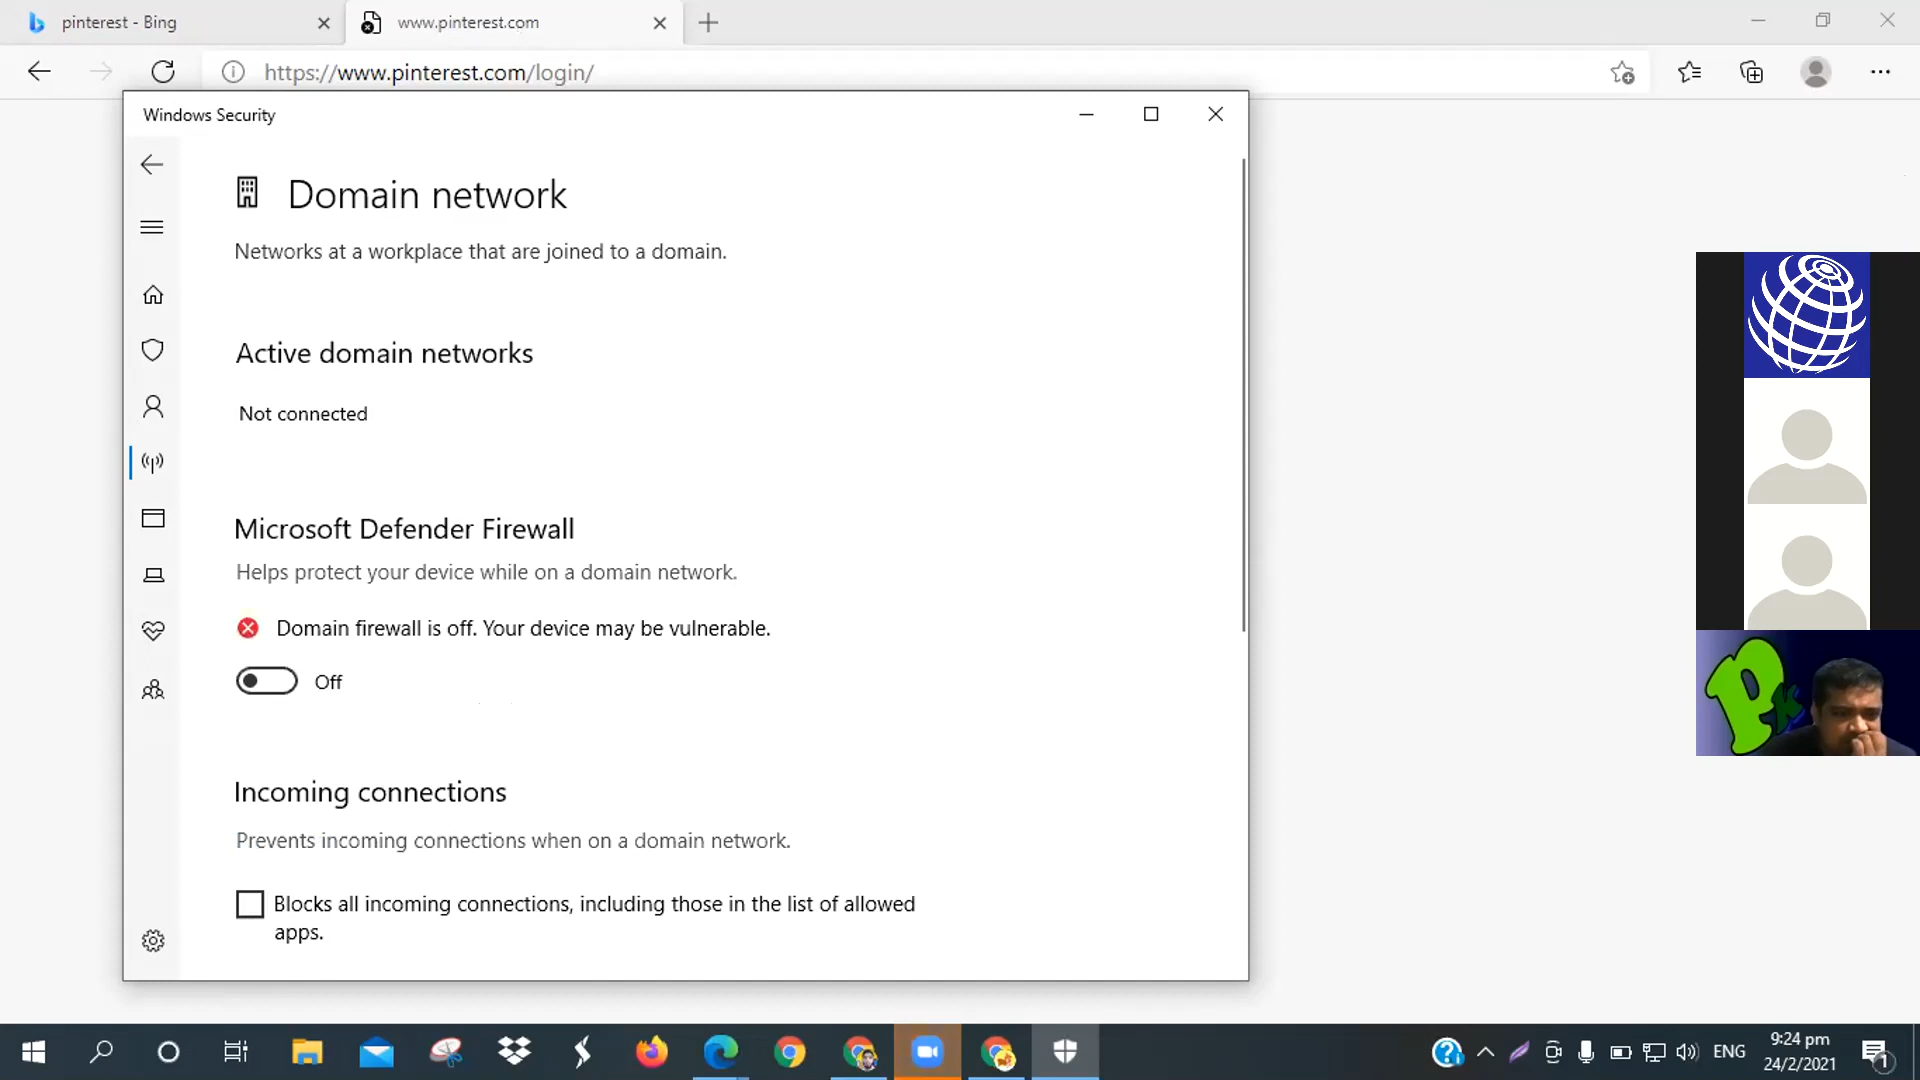 pinterest - Bing
www.pinterest.com
https://www.pinterest.com/login/
Windows Security
Domain network
Networks at a workplace that are joined to a domain.
Active domain networks
Not connected
Microsoft Defender Firewall
Helps protect your device while on a domain network.
Domain firewall is off. Your device may be vulnerable.
Off
Incoming connections
Prevents incoming connections when on a domain network.
Blocks all incoming connections, including those in the list of allowed
apps.
PK
ENG
9:24 pm
24/2/2021
1